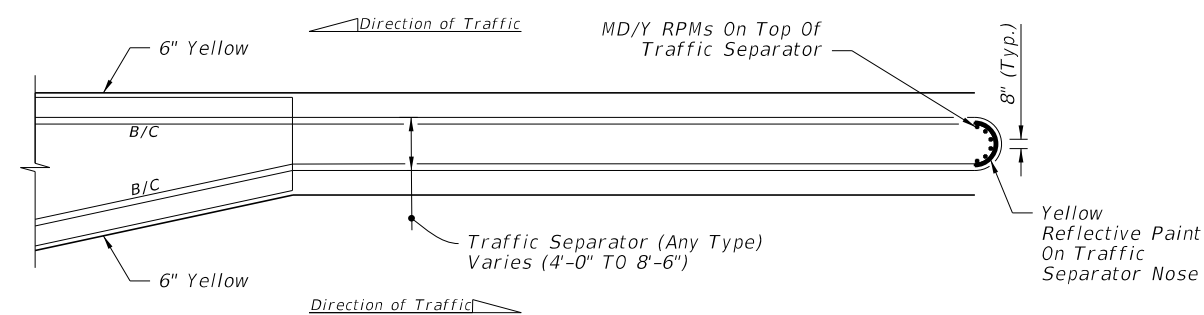 Direction of Traffic
MD/Y RPMs On Top Of
Traffic Separator
8" (Typ.)
6" Yellow
B/C
B/C
Yellow
Reflective Paint
On Traffic
Separator Nose
Traffic Separator (Any Type)
Varies (4'-0" TO 8'-6")
6" Yellow
Direction of Traffic